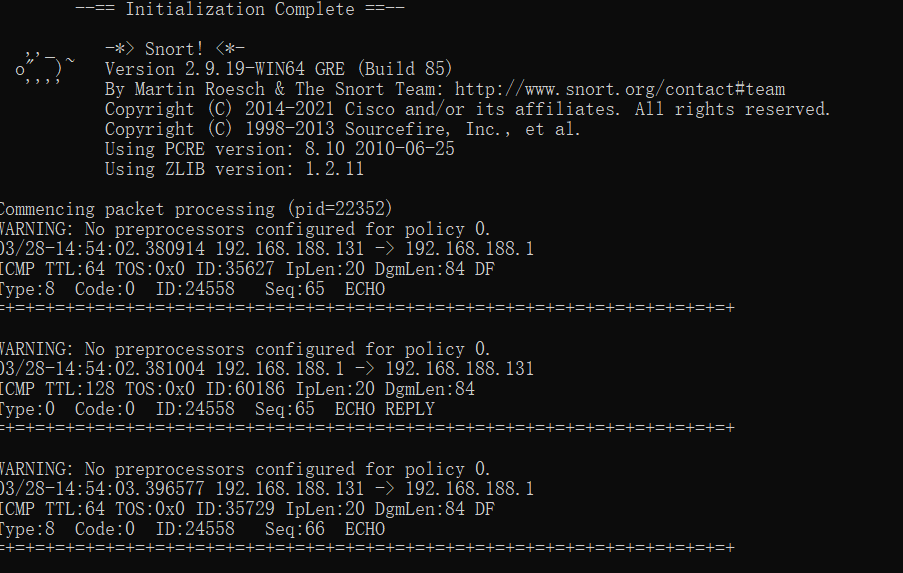 --== Initialization Complete ==--
,,_     -*> Snort! <*-
o"  )~   Version 2.9.19-WIN64 GRE (Build 85)
''''    By Martin Roesch & The Snort Team: http://www.snort.org/contact#team
Copyright (C) 2014-2021 Cisco and/or its affiliates. All rights reserved.
Copyright (C) 1998-2013 Sourcefire, Inc., et al.
Using PCRE version: 8.10 2010-06-25
Using ZLIB version: 1.2.11
Commencing packet processing (pid=22352)
WARNING: No preprocessors configured for policy 0.
03/28-14:54:02.380914 192.168.188.131 -> 192.168.188.1
ICMP TTL:64 TOS:0x0 ID:35627 IpLen:20 DgmLen:84 DF
Type:8  Code:0  ID:24558   Seq:65  ECHO
=+=+=+=+=+=+=+=+=+=+=+=+=+=+=+=+=+=+=+=+=+=+=+=+=+=+=+=+=+=+=+=+=+=+=+=+=+
WARNING: No preprocessors configured for policy 0.
03/28-14:54:02.381004 192.168.188.1 -> 192.168.188.131
ICMP TTL:128 TOS:0x0 ID:60186 IpLen:20 DgmLen:84
Type:0  Code:0  ID:24558  Seq:65  ECHO REPLY
=+=+=+=+=+=+=+=+=+=+=+=+=+=+=+=+=+=+=+=+=+=+=+=+=+=+=+=+=+=+=+=+=+=+=+=+=+
WARNING: No preprocessors configured for policy 0.
03/28-14:54:03.396577 192.168.188.131 -> 192.168.188.1
ICMP TTL:64 TOS:0x0 ID:35729 IpLen:20 DgmLen:84 DF
Type:8  Code:0  ID:24558   Seq:66  ECHO
=+=+=+=+=+=+=+=+=+=+=+=+=+=+=+=+=+=+=+=+=+=+=+=+=+=+=+=+=+=+=+=+=+=+=+=+=+